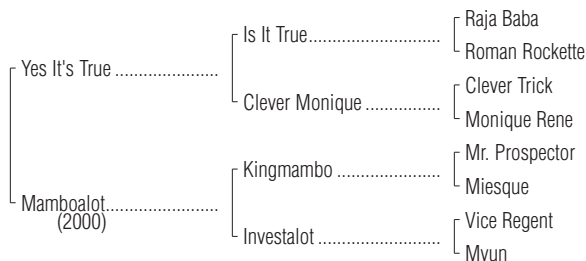 Raja Baba
Is It True
Roman Rockette
Yes It's True
Clever Trick
Clever Monique
Monique Rene
Mr. Prospector
Kingmambo
Miesque
Mamboalot
(2000)
Vice Regent
Investalot
Myun